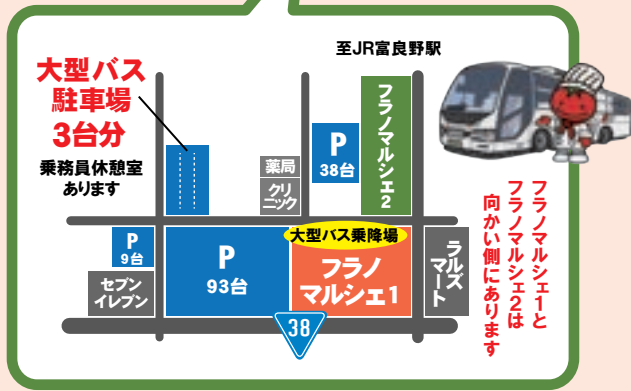 至JR富良野駅
大型バス
駐車場
3台分
乗務員休憩室
あります
P
38台
フラノマルシェ2
薬局
クリ
ニック
大型バス乗降場
P
9台
セブン
イレブン
P
93台
フラノ
マルシェ1
ラルズ
マート
38
フラノマルシェ1と
フラノマルシェ2は
向かい側にあります